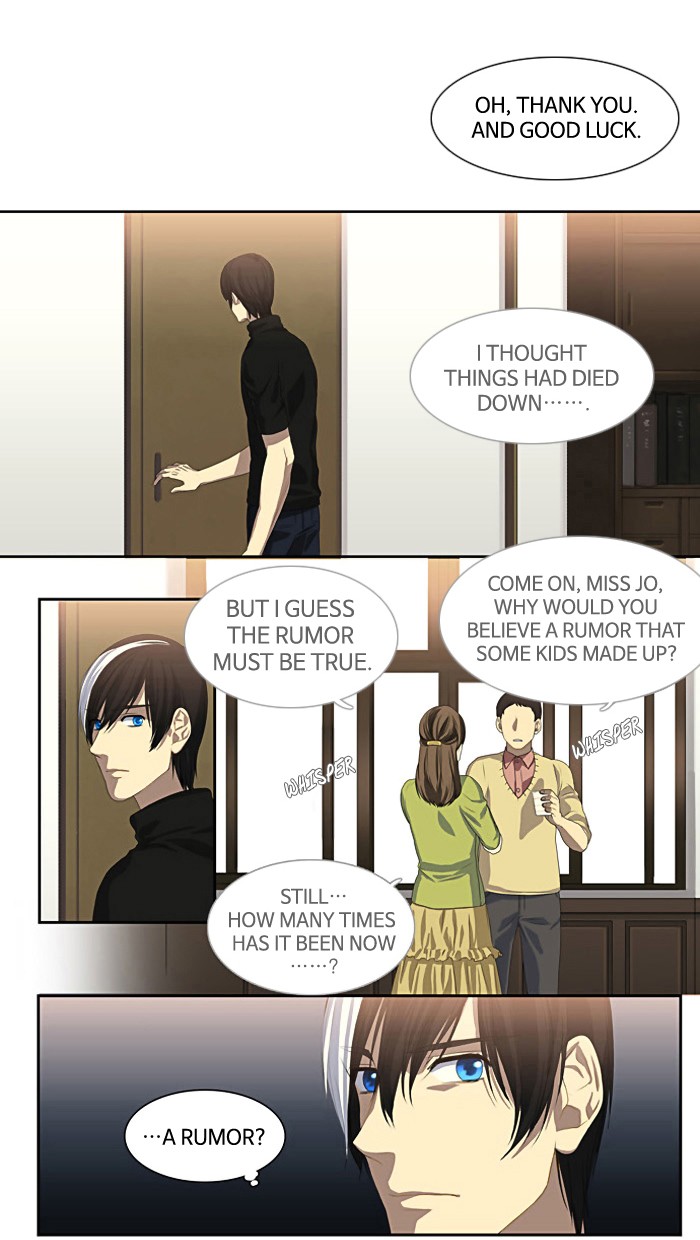 OH, THANK YOU.
AND GOOD LUCK.
I THOUGHT
THINGS HAD DIED
DOWN…….
BUT I GUESS
THE RUMOR
MUST BE TRUE.
WHISPER
COME ON, MISS JO,
WHY WOULD YOU
BELIEVE A RUMOR THAT
SOME KIDS MADE UP?
WHISPER
STILL…
HOW MANY TIMES
HAS IT BEEN NOW
……?
…A RUMOR?